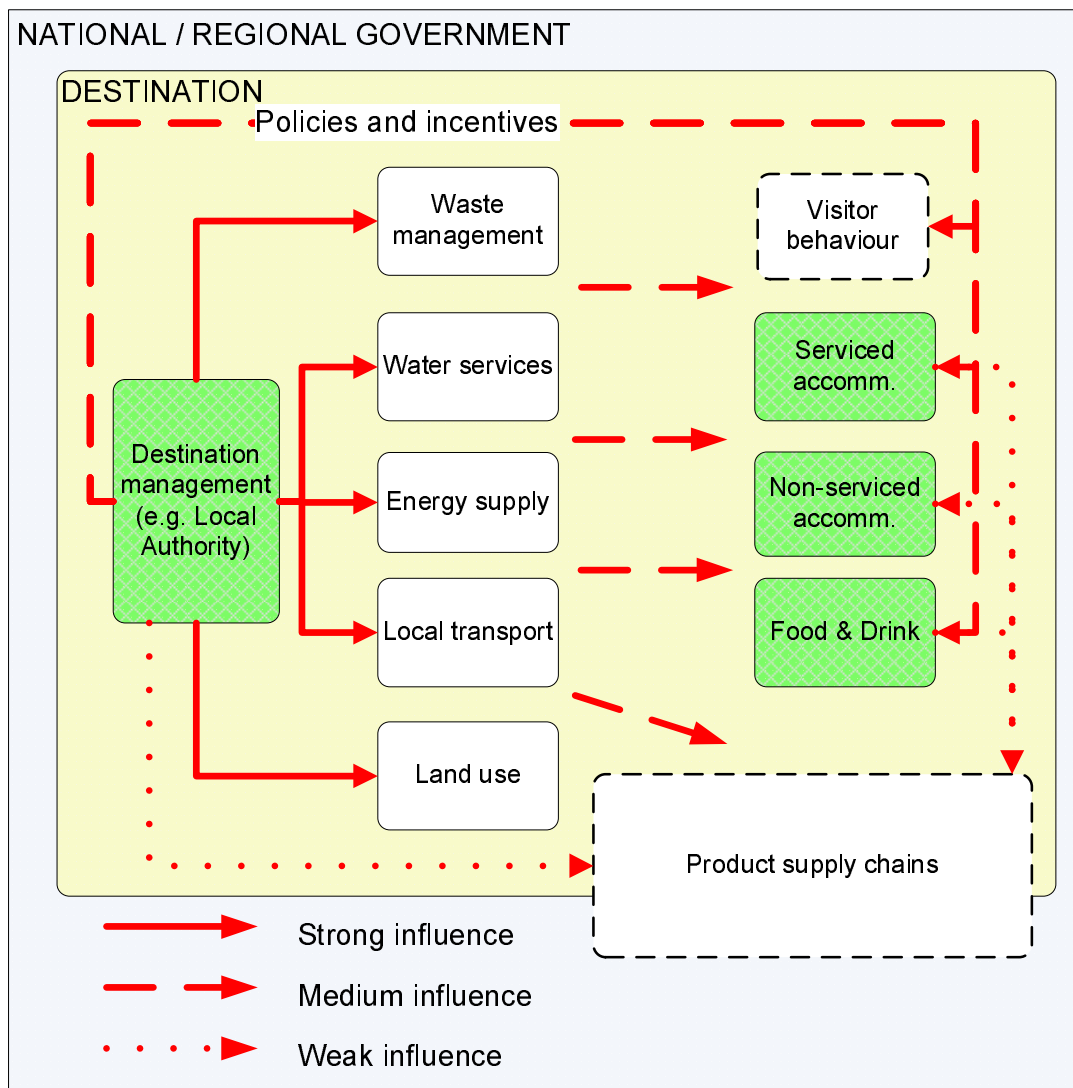 NATIONAL / REGIONAL GOVERNMENT
DESTINATION
Policies and incentives
Waste
management
Visitor
behaviour
Water services
Serviced
accomm.
Destination
management
(e.g. Local
Authority)
Energy supply
Non-serviced
accomm.
Local transport
Food & Drink
Land use
Product supply chains
Strong influence
Medium influence
Weak influence